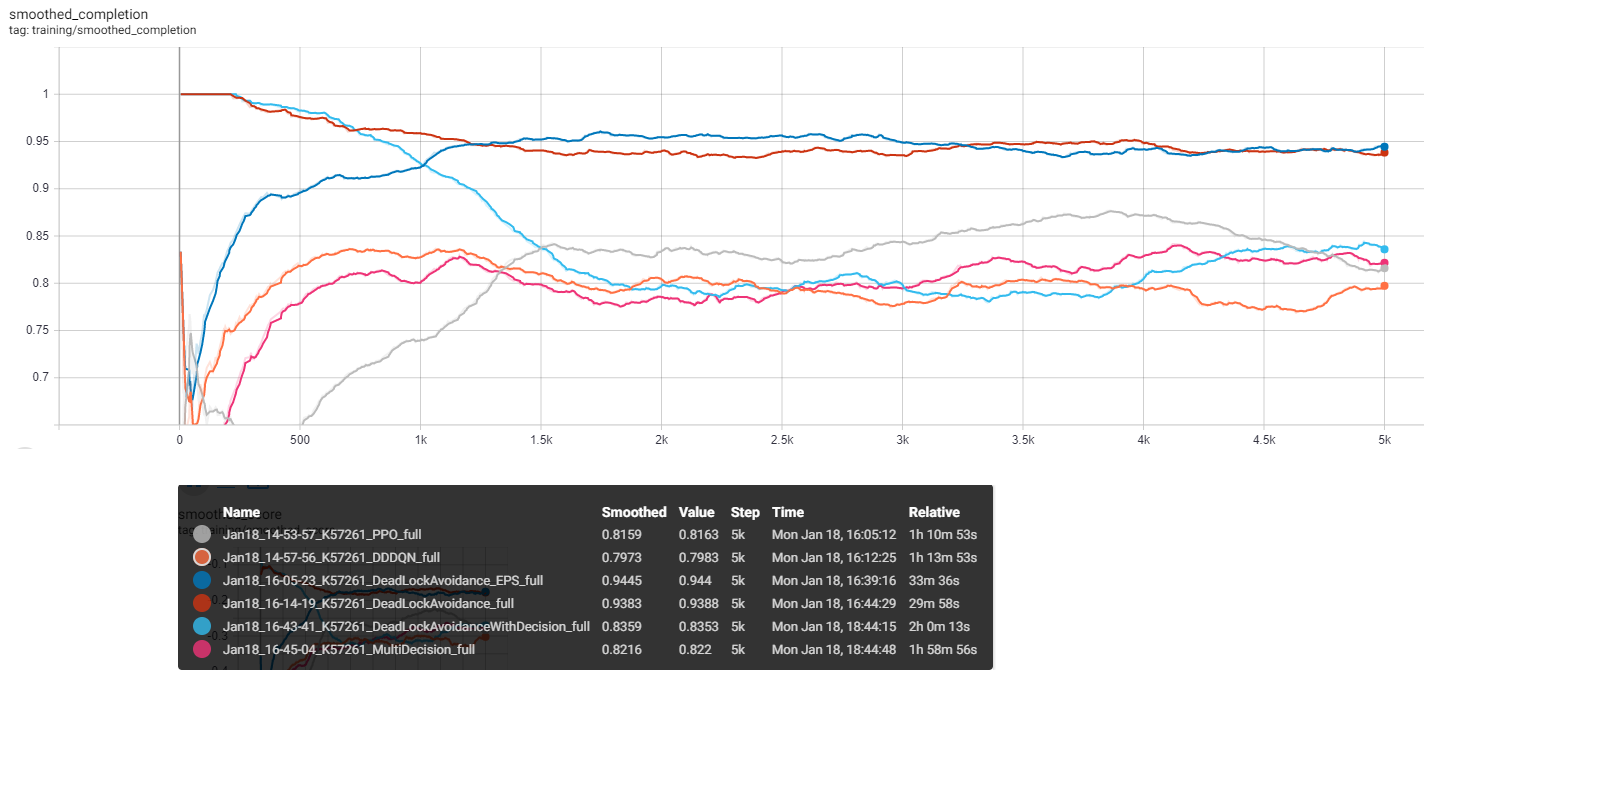 smoothed_completion
tag: training/smoothed_completion
1
0.95
0.9
0.85
0.8
0.75
0.7
0 500 1k 1.5k 2k 2.5k 3k 3.5k 4k 4.5k 5k
Name Smoothed Value Step Time Relative
Jan18_14-53-57_K57261_PPO_full 0.8159 0.8163 5k Mon Jan 18, 16:05:12 1h 10m 53s
Jan18_14-57-56_K57261_DDDQN_full 0.7973 0.7983 5k Mon Jan 18, 16:12:25 1h 13m 53s
Jan18_16-05-23_K57261_DeadLockAvoidance_EPS_full 0.9445 0.944 5k Mon Jan 18, 16:39:16 33m 36s
Jan18_16-14-19_K57261_DeadLockAvoidance_full 0.9383 0.9388 5k Mon Jan 18, 16:44:29 29m 58s
Jan18_16-43-41_K57261_DeadLockAvoidanceWithDecision_full 0.8359 0.8353 5k Mon Jan 18, 18:44:15 2h 0m 13s
Jan18_16-45-04_K57261_MultiDecision_full 0.8216 0.822 5k Mon Jan 18, 18:44:48 1h 58m 56s